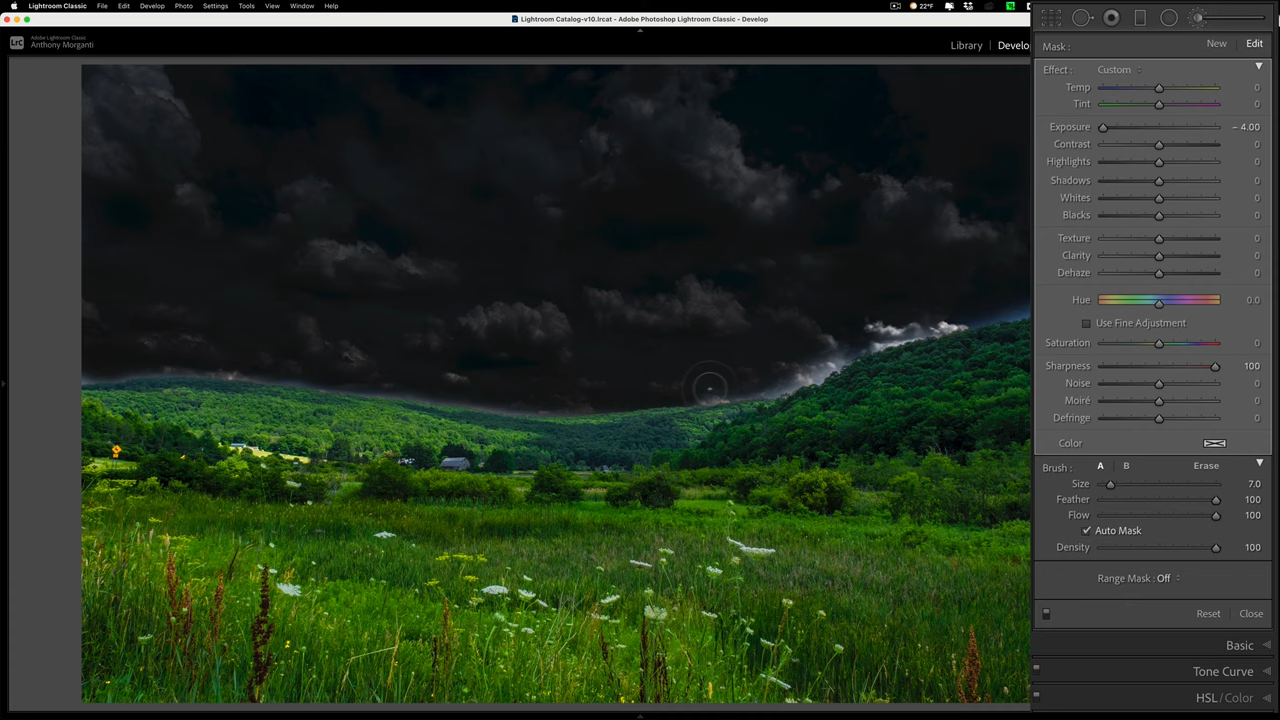 Lightroom Classic File Edit Develop Photo Settings Tools View Window Help 22°F
Lightroom Catalog-v10.lrcat - Adobe Photoshop Lightroom Classic - Develop
LrC Adobe Lightroom Classic
Anthony Morganti
Library | Develo
Mask : New Edit
Effect : Custom
Temp 0
Tint 0
Exposure – 4.00
Contrast 0
Highlights 0
Shadows 0
Whites 0
Blacks 0
Texture 0
Clarity 0
Dehaze 0
Hue 0.0
Use Fine Adjustment
Saturation 0
Sharpness 100
Noise 0
Moiré 0
Defringe 0
Color
Brush : A B Erase
Size 7.0
Feather 100
Flow 100
Auto Mask
Density 100
Range Mask : Off
Reset Close
Basic
Tone Curve
HSL / Color